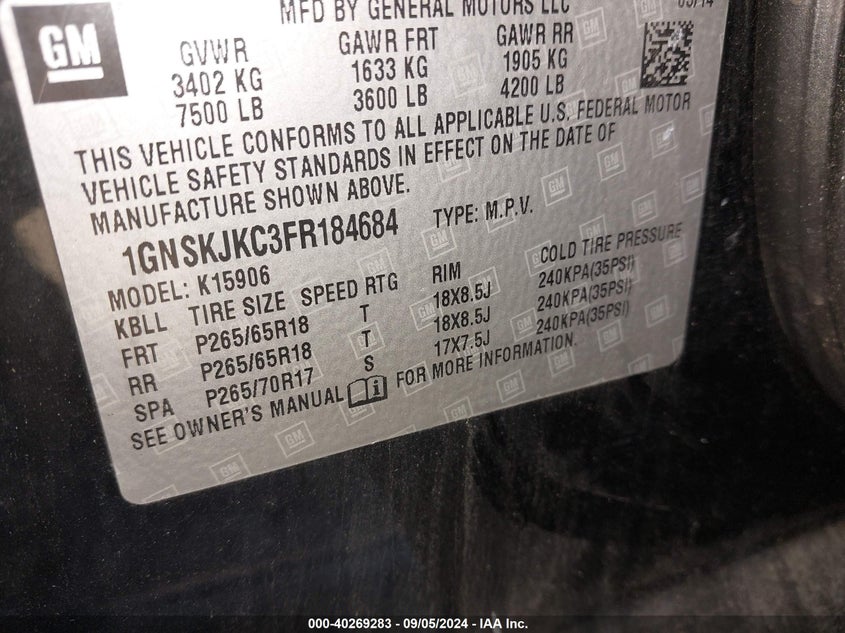 GM
MFD BY GENERAL MOTORS LLC
GVWR GAWR FRT GAWR RR
3402 KG 1633 KG 1905 KG
7500 LB 3600 LB 4200 LB
THIS VEHICLE CONFORMS TO ALL APPLICABLE U.S. FEDERAL MOTOR
VEHICLE SAFETY STANDARDS IN EFFECT ON THE DATE OF
MANUFACTURE SHOWN ABOVE.
1GNSKJKC3FR184684 TYPE: M.P.V.
MODEL: K15906
KBLL TIRE SIZE SPEED RTG RIM COLD TIRE PRESSURE
FRT P265/65R18 T 18X8.5J 240KPA(35PSI)
RR P265/65R18 T 18X8.5J 240KPA(35PSI)
SPA P265/70R17 S 17X7.5J 240KPA(35PSI)
SEE OWNER'S MANUAL FOR MORE INFORMATION.
000-40269283 - 09/05/2024 - IAA Inc.